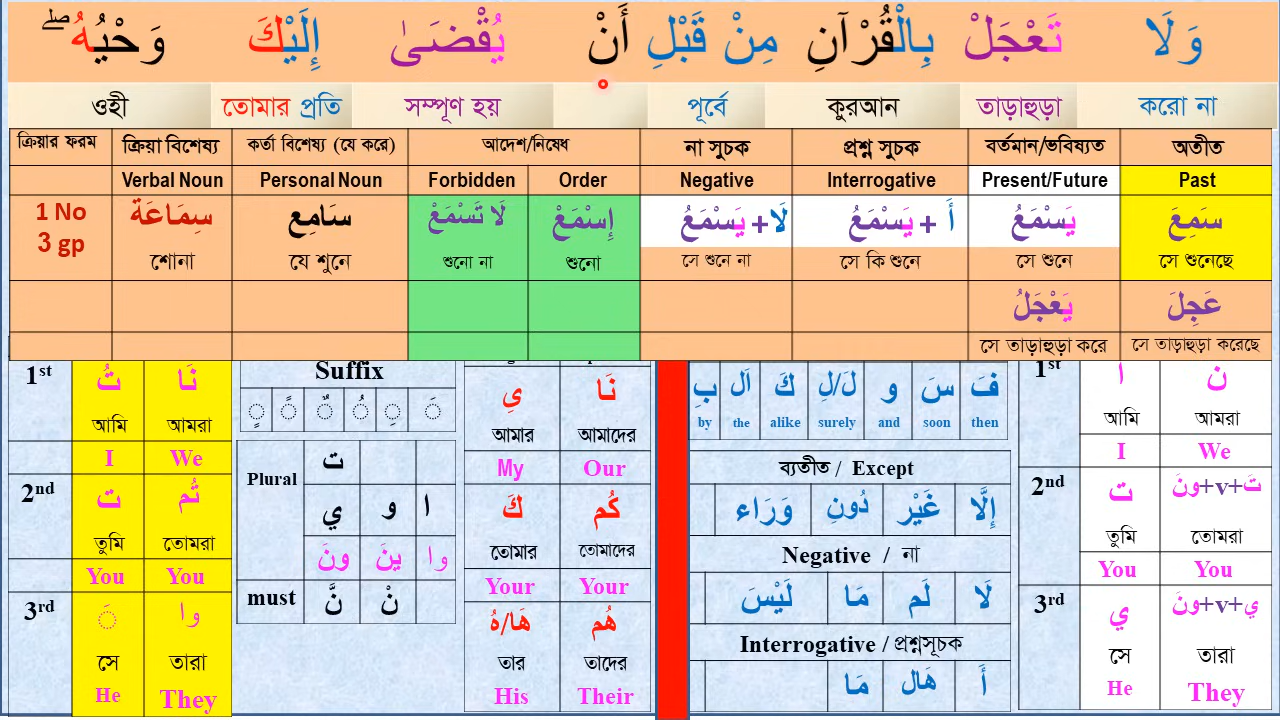 وَلَا تَعْجَلْ بِالْقُرْآنِ مِنْ قَبْلِ أَنْ يُقْضَىٰ إِلَيْكَ وَحْيُهُ ۖ
ওহী তোমার প্রতি সম্পূণ হয় পূর্বে কুরআন তাড়াহুড়া করো না
ক্রিয়ার ফরম ক্রিয়া বিশেষ্য কর্তা বিশেষ্য (যে করে) আদেশ/নিষেধ না সুচক প্রশ্ন সুচক বর্তমান/ভবিষ্যত অতীত
Verbal Noun Personal Noun Forbidden Order Negative Interrogative Present/Future Past
1 No
3 gp
سِمَاعَة سَامِع لَا تَسْمَعْ إِسْمَعْ لَا+ يَسْمَعُ أَ + يَسْمَعُ يَسْمَعُ سَمِعَ
শোনা যে শুনে শুনো না শুনো সে শুনে না সে কি শুনে সে শুনে সে শুনেছে
يَعْجَلُ عَجِلَ
সে তাড়াহুড়া করে সে তাড়াহুড়া করেছে
1st تُ نَا
আমি আমরা
I We
2nd ت تُم
তুমি তোমরা
You You
3rd َ وا
সে তারা
He They
Suffix
ٍ ً ٌ ُ ِ َ
Plural ت
ي و ا
ونَ ينَ وا
must نَّ نْ
يِ نَا
আমার আমাদের
My Our
كَ كُم
তোমার তোমাদের
Your Your
هَا/هُ هُم
তার তাদের
His Their
بِ اَل كَ لَ/لِ و سَ فَ
by the alike surely and soon then
ব্যতীত / Except
وَرَاء دُونِ غَيْر إِلَّا
Negative / না
لَيْسَ مَا لَم لَا
Interrogative / প্রশ্নসূচক
مَا هَال أَ
1st ا ن
আমি আমরা
I We
2nd ت تَ+v+ونَ
তুমি তোমরা
You You
3rd ي ي+v+ونَ
সে তারা
He They